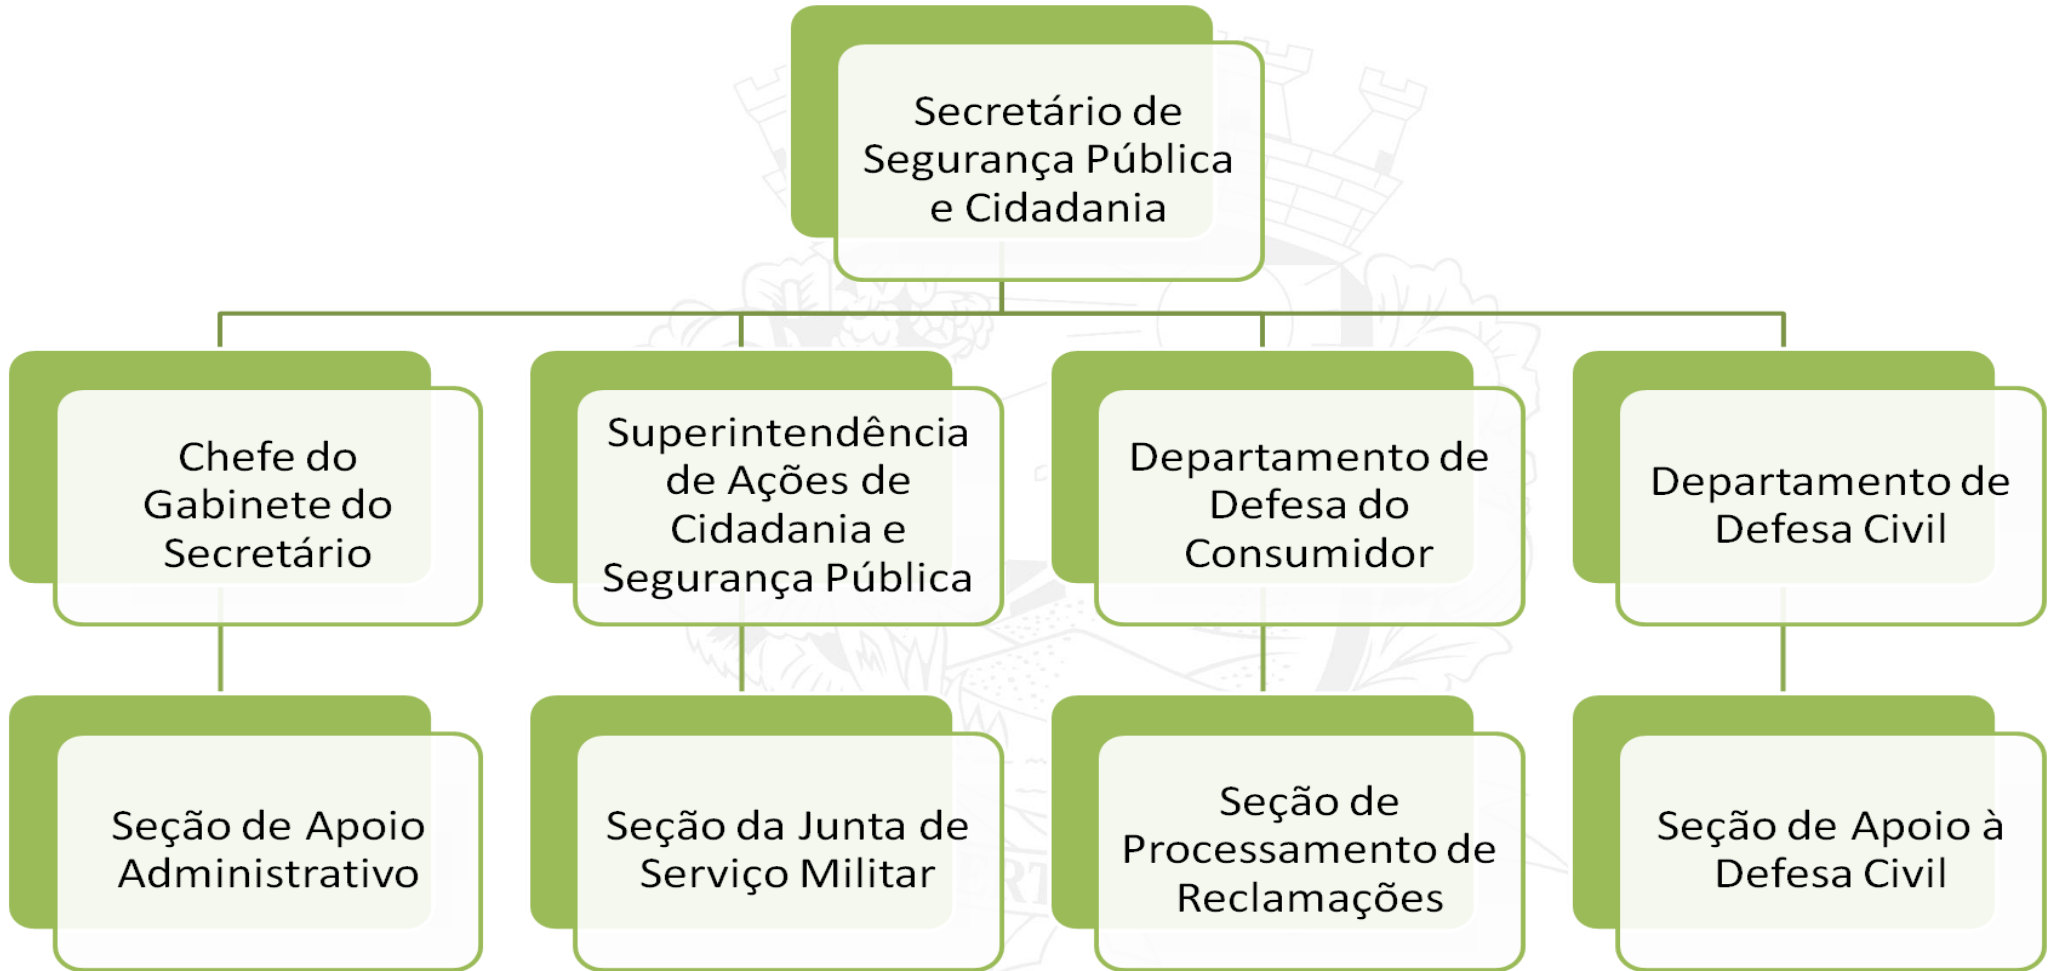 Secretário de
Segurança Pública
e Cidadania
Chefe do
Gabinete do
Secretário
Superintendência
de Ações de
Cidadania e
Segurança Pública
Departamento de
Defesa do
Consumidor
Departamento de
Defesa Civil
Seção de Apoio
Administrativo
Seção da Junta de
Serviço Militar
Seção de
Processamento de
Reclamações
Seção de Apoio à
Defesa Civil